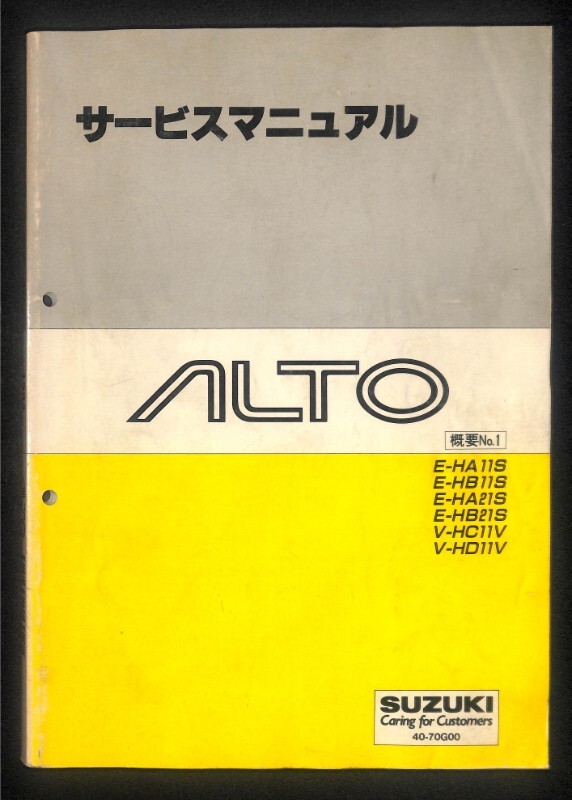 サービスマニュアル
ALTO
概要No.1
E-HA11S
E-HB11S
E-HA21S
E-HB21S
V-HC11V
V-HD11V
SUZUKI
Caring for Customers
40-70G00